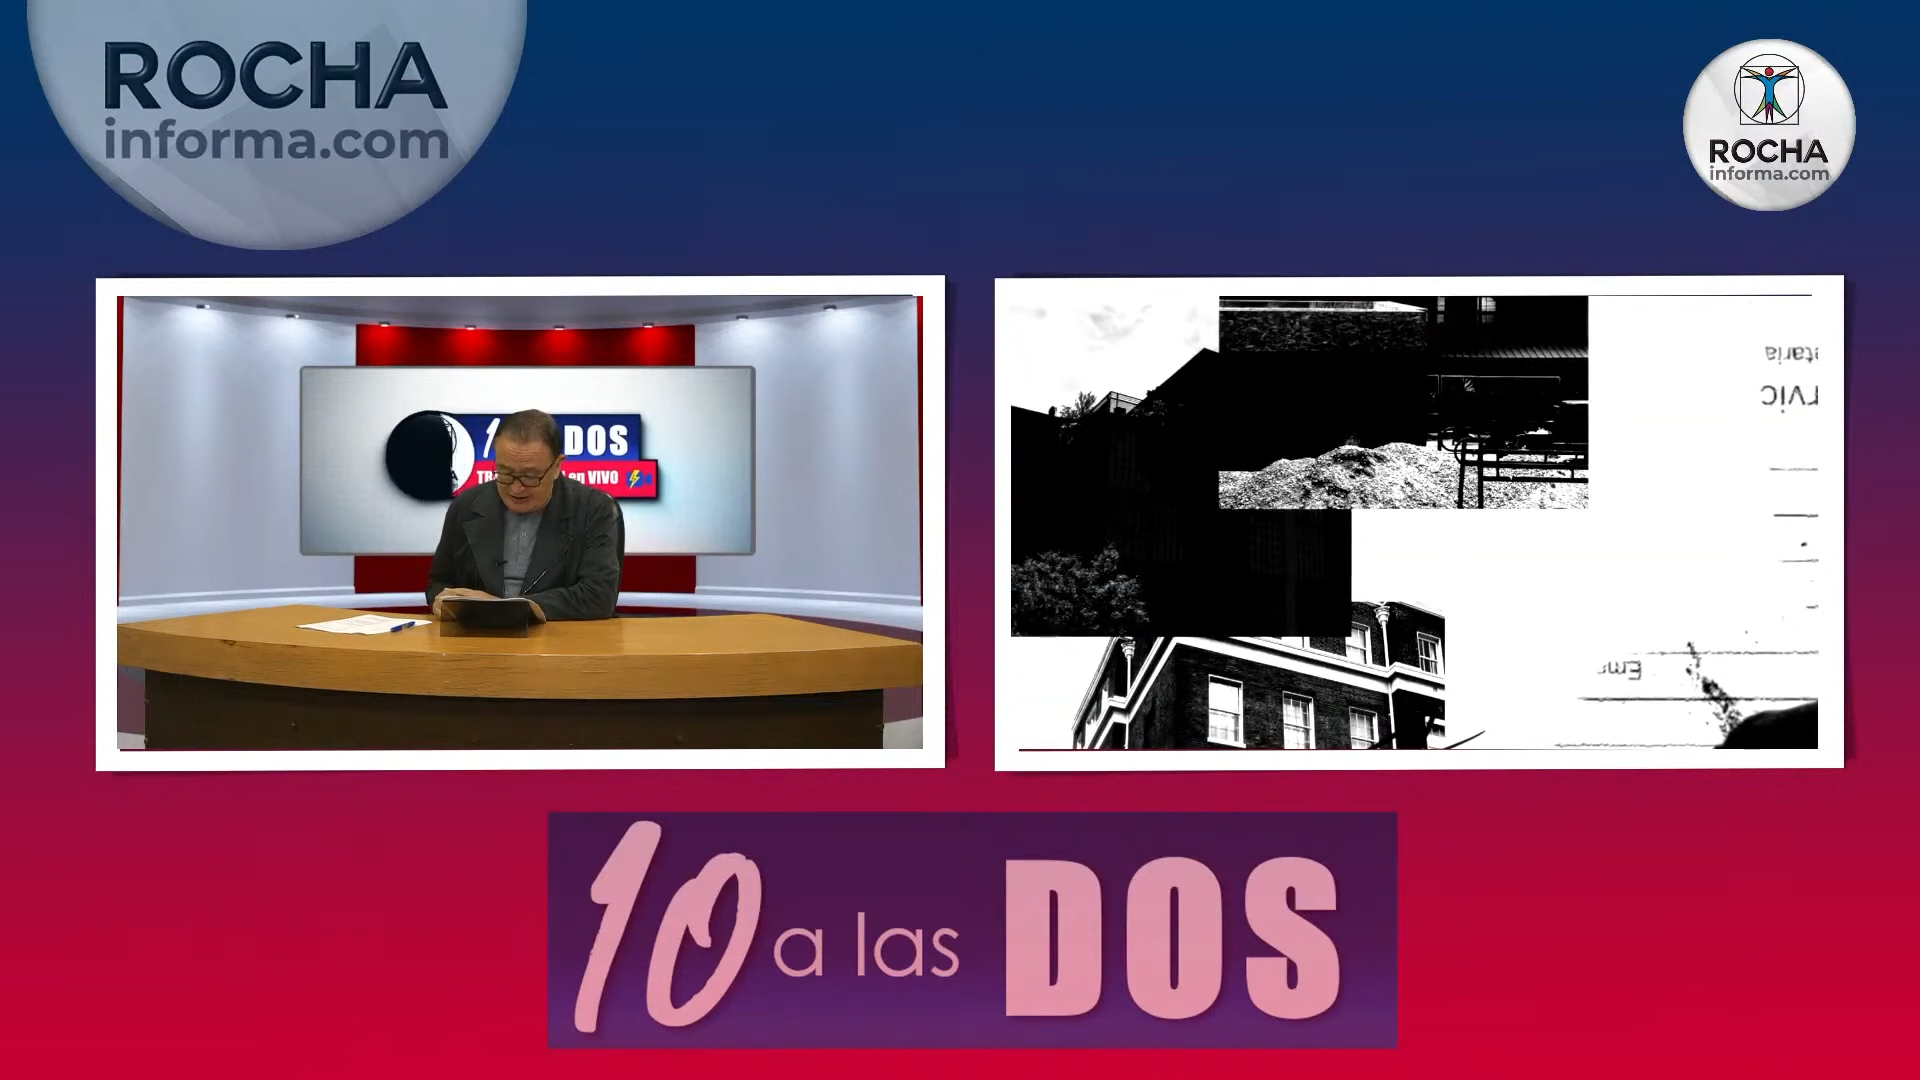 ROCHA
informa.com
ROCHA
informa.com
DOS
en VIVO
10 a las DOS